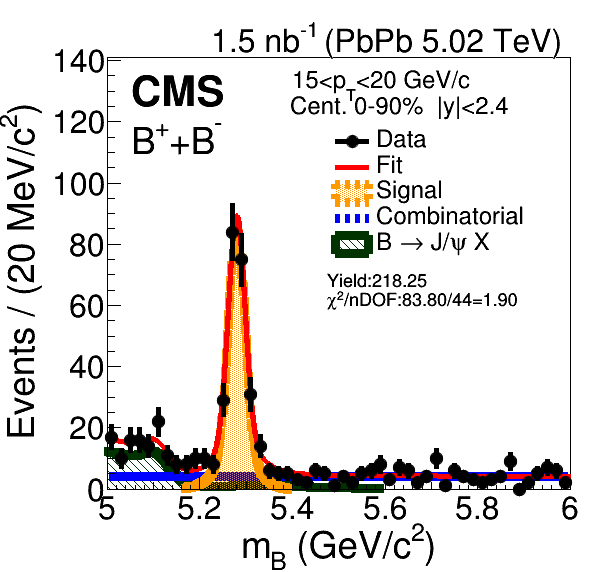 1.5 nb⁻¹ (PbPb 5.02 TeV)
CMS
B⁺+B⁻
15<p_T<20 GeV/c
Cent. 0-90% |y|<2.4
Data
Fit
Signal
Combinatorial
B → J/ψ X
Yield:218.25
χ²/nDOF:83.80/44=1.90
Events / (20 MeV/c²)
140
120
100
80
60
40
20
0
5 5.2 5.4 5.6 5.8 6
m_B (GeV/c²)